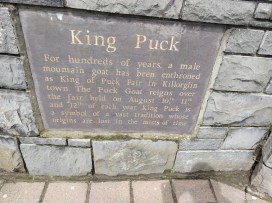 King Puck
For hundreds of years, a male
mountain goat has been enthroned
as King of Puck Fair in Killorglin
town. The Puck Goat reigns over
the fair held on August 10th 11th
and 12th of each year. King Puck is
a symbol of a vast tradition whose
origins are lost in the mists of time